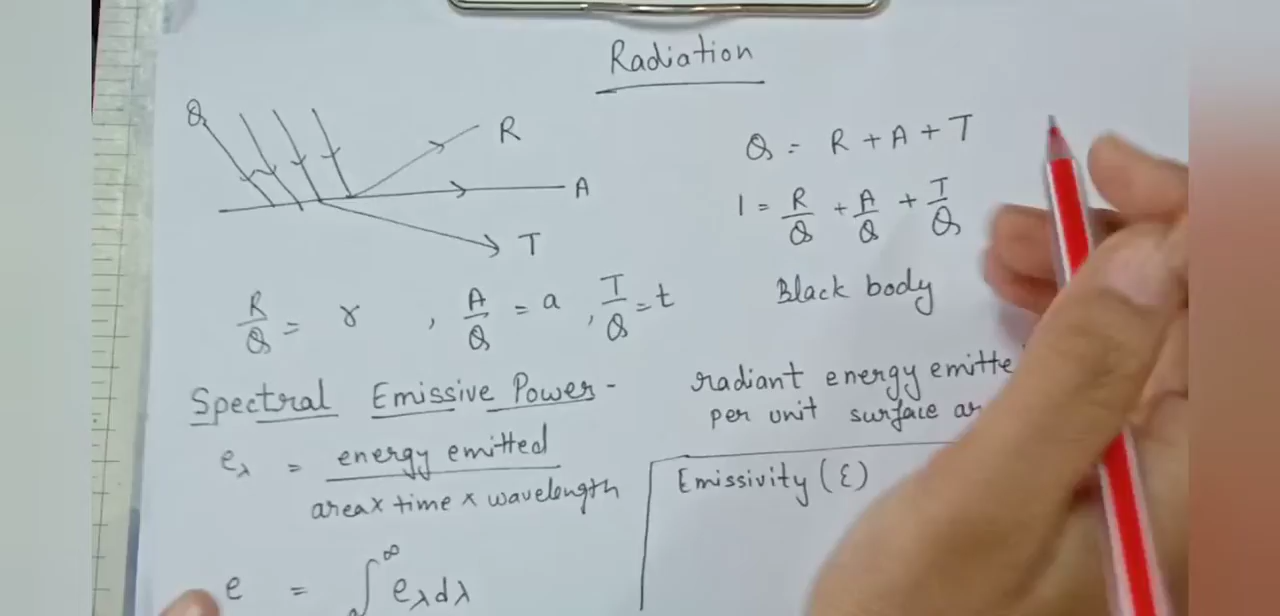 Radiation
Q
R
A
T
Q = R + A + T
1 = R/Q + A/Q + T/Q
R/Q = r , A/Q = a , T/Q = t
Black body
Spectral Emissive Power -
eλ = energy emitted / area x time x wavelength
e = ∫ ∞ eλ dλ
radiant energy emitte
per unit surface
Emissivity (ε)